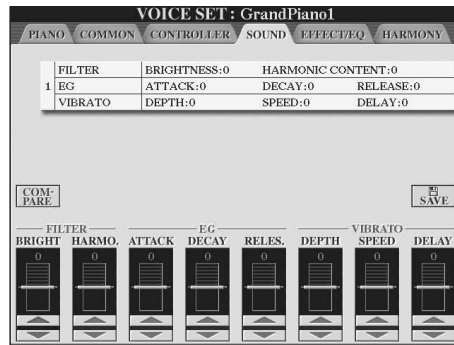 VOICE SET : GrandPiano1
PIANO COMMON CONTROLLER SOUND EFFECT/EQ HARMONY
FILTER BRIGHTNESS:0 HARMONIC CONTENT:0
1 EG ATTACK:0 DECAY:0 RELEASE:0
VIBRATO DEPTH:0 SPEED:0 DELAY:0
COM-
PARE
SAVE
FILTER EG VIBRATO
BRIGHT HARMO. ATTACK DECAY RELES. DEPTH SPEED DELAY
0 0 0 0 0 0 0 0